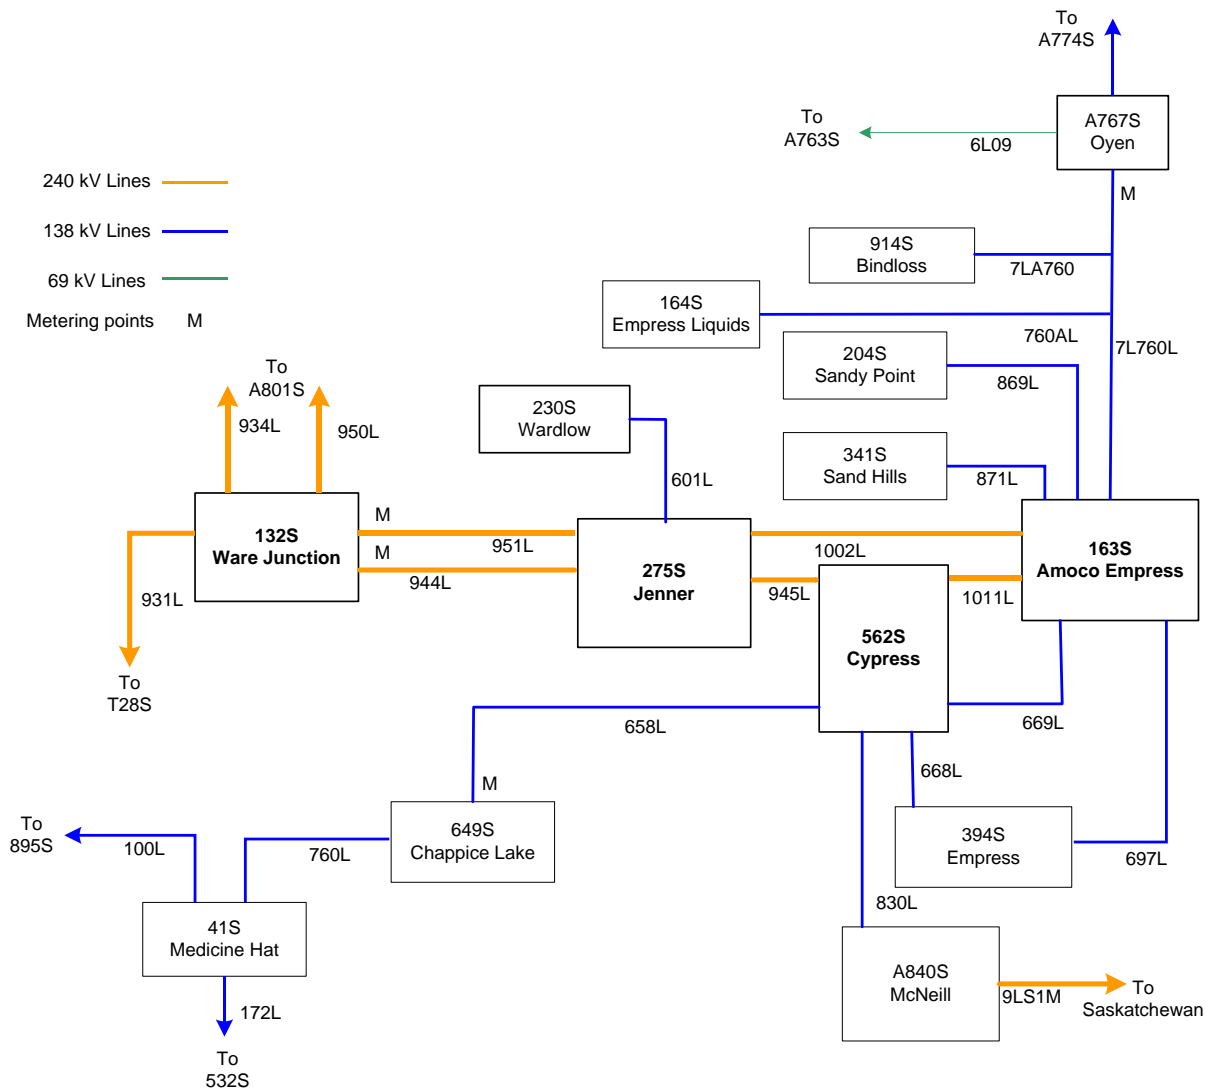 To
A774S
A767S
Oyen
To
A763S
6L09
M
240 kV Lines
138 kV Lines
69 kV Lines
Metering points M
914S
Bindloss
7LA760
164S
Empress Liquids
760AL
7L760L
204S
Sandy Point
869L
To
A801S
934L
950L
230S
Wardlow
601L
341S
Sand Hills
871L
132S
Ware Junction
M
951L
M
944L
931L
To
T28S
275S
Jenner
1002L
945L
163S
Amoco Empress
1011L
562S
Cypress
669L
658L
668L
M
649S
Chappice Lake
394S
Empress
697L
To
895S
100L
760L
830L
41S
Medicine Hat
172L
To
532S
A840S
McNeill
9LS1M
To
Saskatchewan